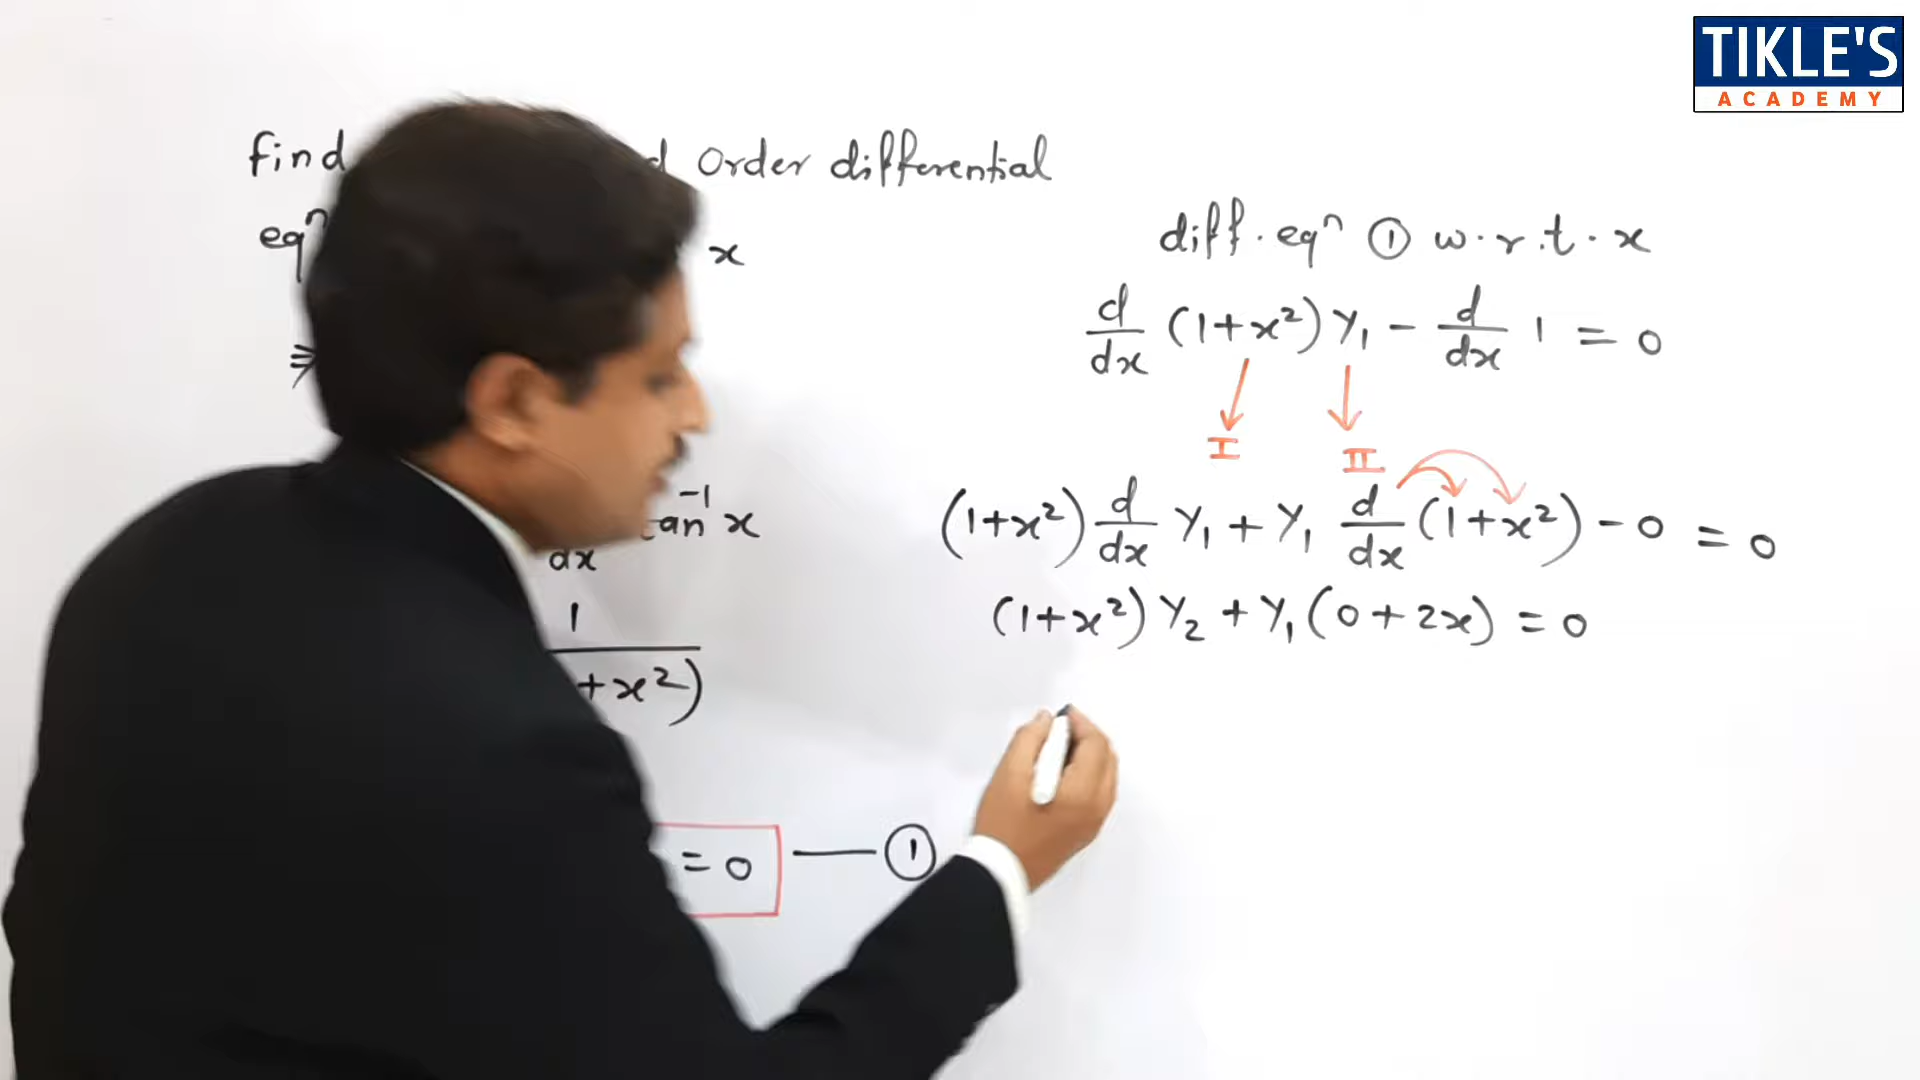 TIKLE'S
ACADEMY
find Order differential
eqⁿ x
⇒
dx tan⁻¹ x
1
+x²)
= 0 —— ①
diff. eqⁿ ① w.r.t. x
d/dx (1+x²) y₁ - d/dx 1 = 0
I II
(1+x²) d/dx y₁ + y₁ d/dx (1+x²) - 0 = 0
(1+x²) y₂ + y₁ (0 + 2x) = 0